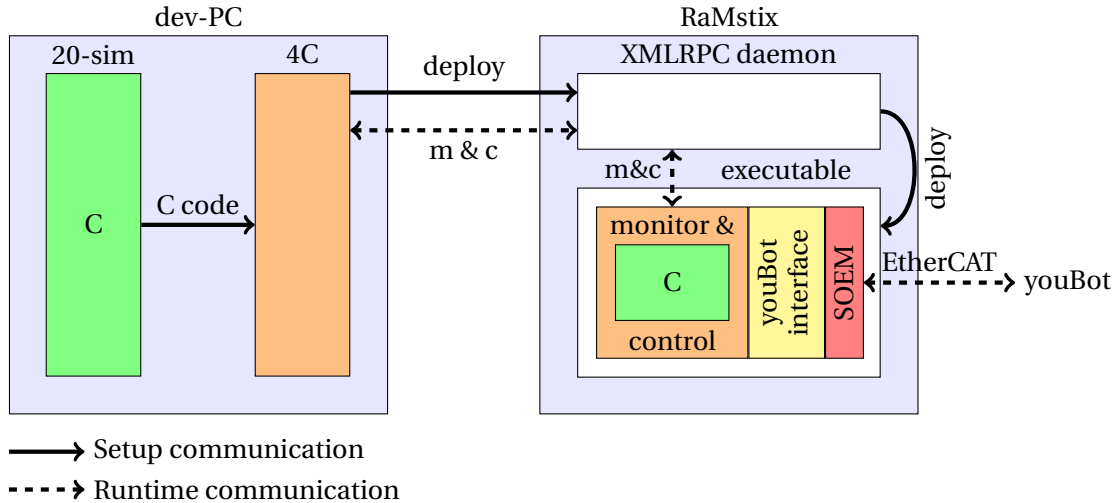 dev-PC
RaMstix
20-sim
4C
XMLRPC daemon
deploy
m & c
m&c
executable
deploy
C code
C
monitor &
C
control
youBot
interface
SOEM
EtherCAT
youBot
Setup communication
Runtime communication